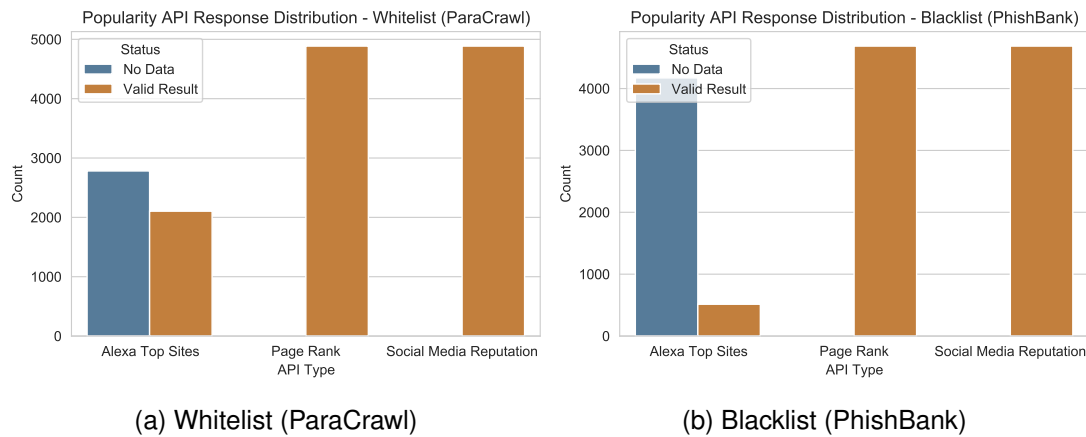 Popularity API Response Distribution - Whitelist (ParaCrawl)
Status
No Data
Valid Result
Count
5000
4000
3000
2000
1000
0
Alexa Top Sites Page Rank Social Media Reputation
API Type
(a) Whitelist (ParaCrawl)
Popularity API Response Distribution - Blacklist (PhishBank)
Status
No Data
Valid Result
Count
4000
3000
2000
1000
0
Alexa Top Sites Page Rank Social Media Reputation
API Type
(b) Blacklist (PhishBank)